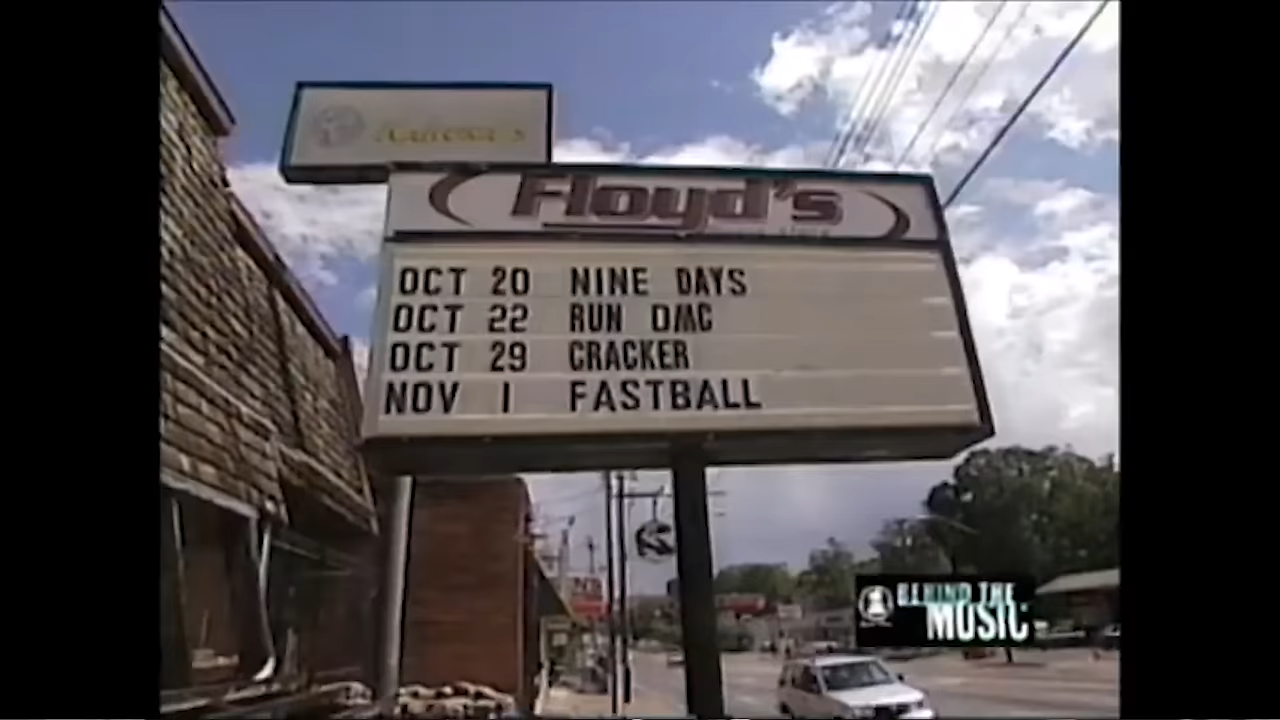 Floyd's
OCT 20 NINE DAYS
OCT 22 RUN DMC
OCT 29 CRACKER
NOV 1 FASTBALL
BEHIND THE
MUSIC